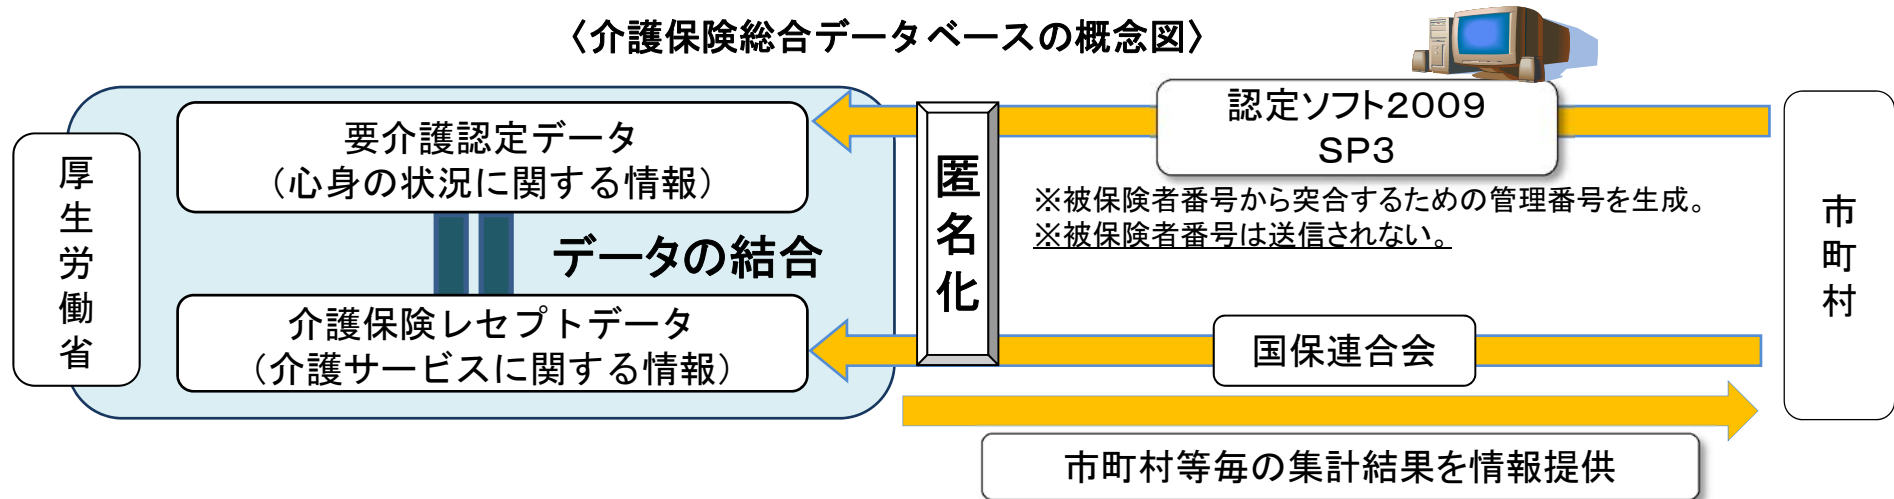 〈介護保険総合データベースの概念図〉
厚生労働省
要介護認定データ
（心身の状況に関する情報）
データの結合
介護保険レセプトデータ
（介護サービスに関する情報）
匿名化
認定ソフト２００９
ＳＰ３
※被保険者番号から突合するための管理番号を生成。
※被保険者番号は送信されない。
国保連合会
市町村
市町村等毎の集計結果を情報提供